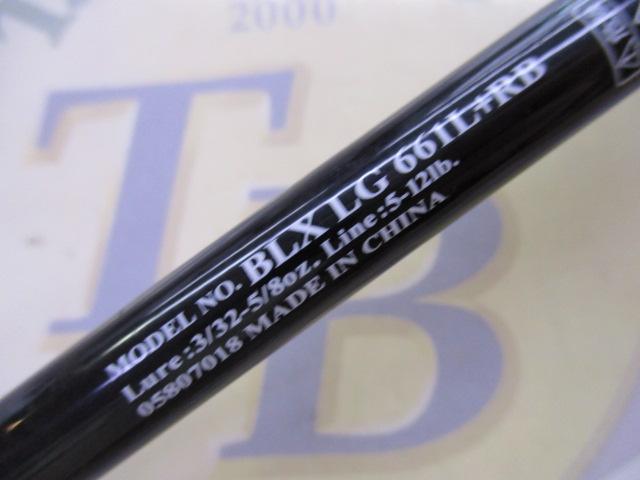 2000
TB
MODEL NO. BLX LG 661L+RB
Lure:3/32-5/8oz. Line:5-12lb.
05807018 MADE IN CHINA